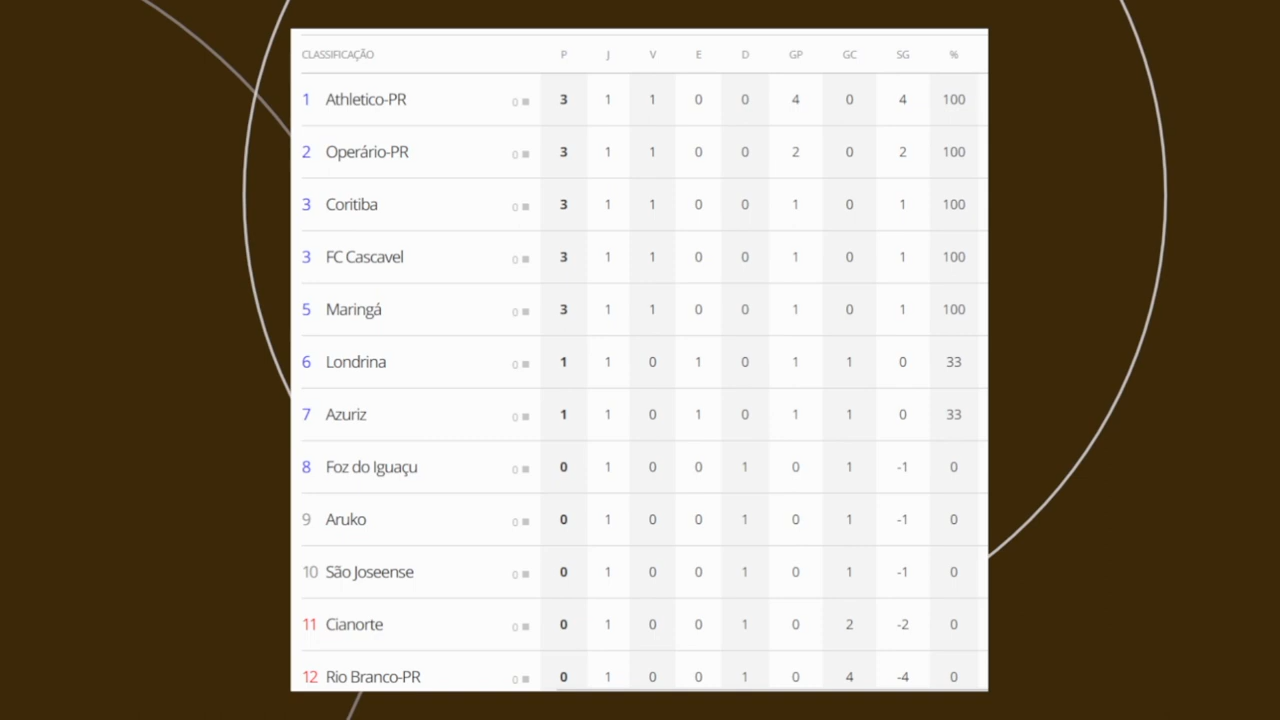 CLASSIFICAÇÃO P J V E D GP GC SG %
1 Athletico-PR 0 3 1 1 0 0 4 0 4 100
2 Operário-PR 0 3 1 1 0 0 2 0 2 100
3 Coritiba 0 3 1 1 0 0 1 0 1 100
3 FC Cascavel 0 3 1 1 0 0 1 0 1 100
5 Maringá 0 3 1 1 0 0 1 0 1 100
6 Londrina 0 1 1 0 1 0 1 1 0 33
7 Azuriz 0 1 1 0 1 0 1 1 0 33
8 Foz do Iguaçu 0 0 1 0 0 1 0 1 -1 0
9 Aruko 0 0 1 0 0 1 0 1 -1 0
10 São Joseense 0 0 1 0 0 1 0 1 -1 0
11 Cianorte 0 0 1 0 0 1 0 2 -2 0
12 Rio Branco-PR 0 0 1 0 0 1 0 4 -4 0